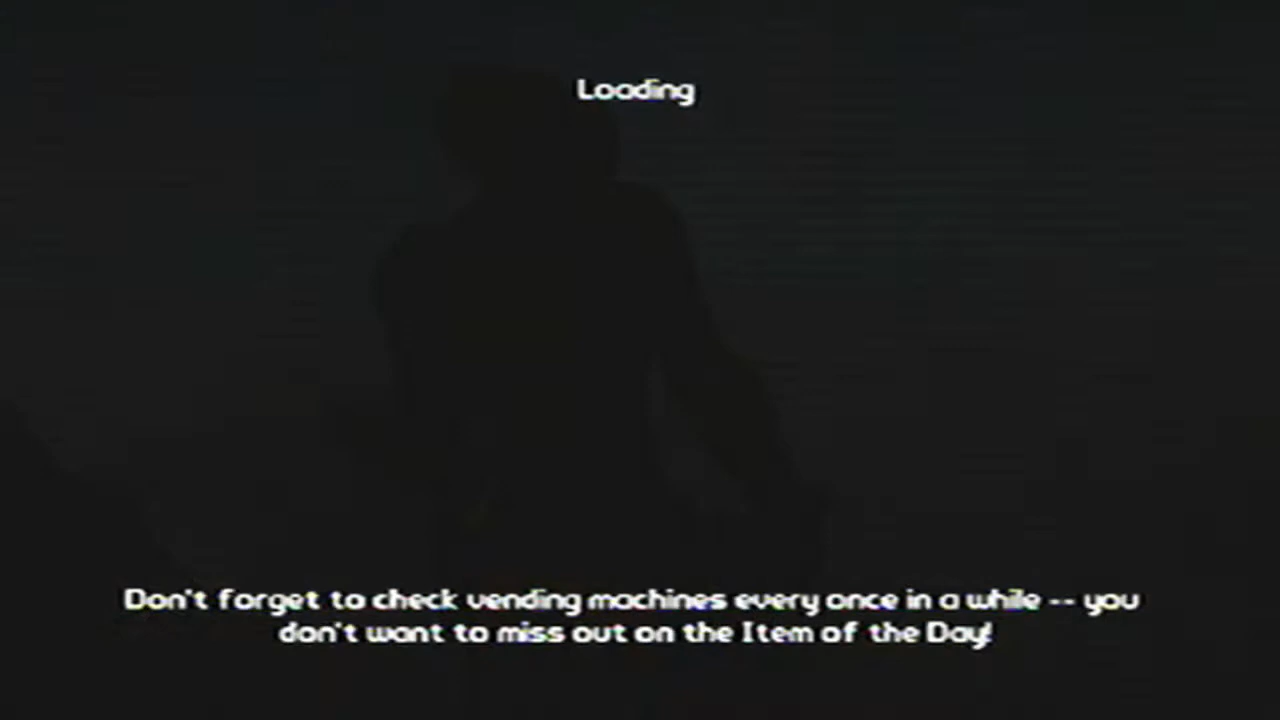 Loading
Don't forget to check vending machines every once in a while -- you
don't want to miss out on the Item of the Day!